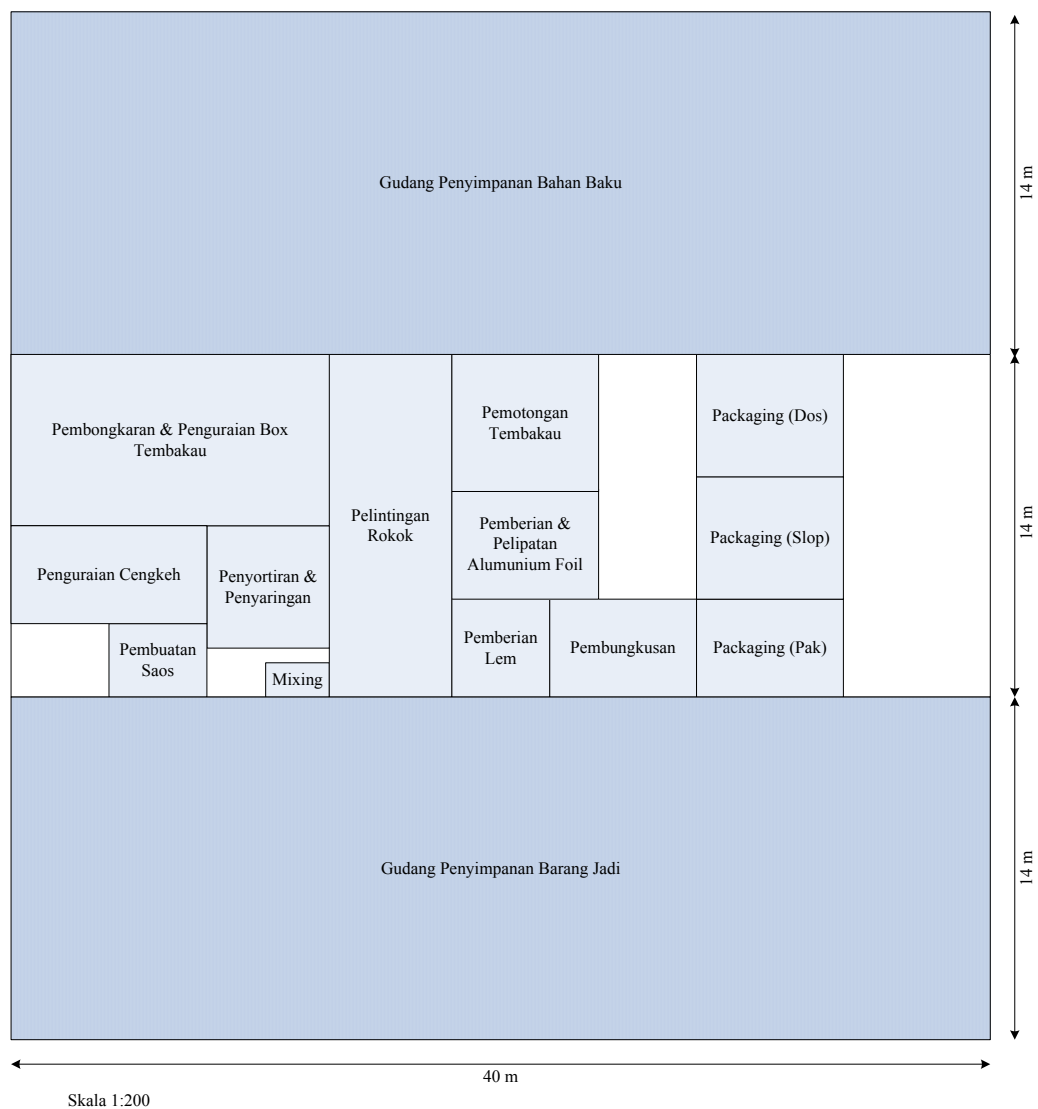 Gudang Penyimpanan Bahan Baku
14 m
Pembongkaran & Penguraian Box
Tembakau
Pelintingan
Rokok
Pemotongan
Tembakau
Packaging (Dos)
14 m
Penguraian Cengkeh
Penyortiran &
Penyaringan
Pemberian &
Pelipatan
Alumunium Foil
Packaging (Slop)
Pembuatan
Saos
Mixing
Pemberian
Lem
Pembungkusan
Packaging (Pak)
Gudang Penyimpanan Barang Jadi
14 m
40 m
Skala 1:200